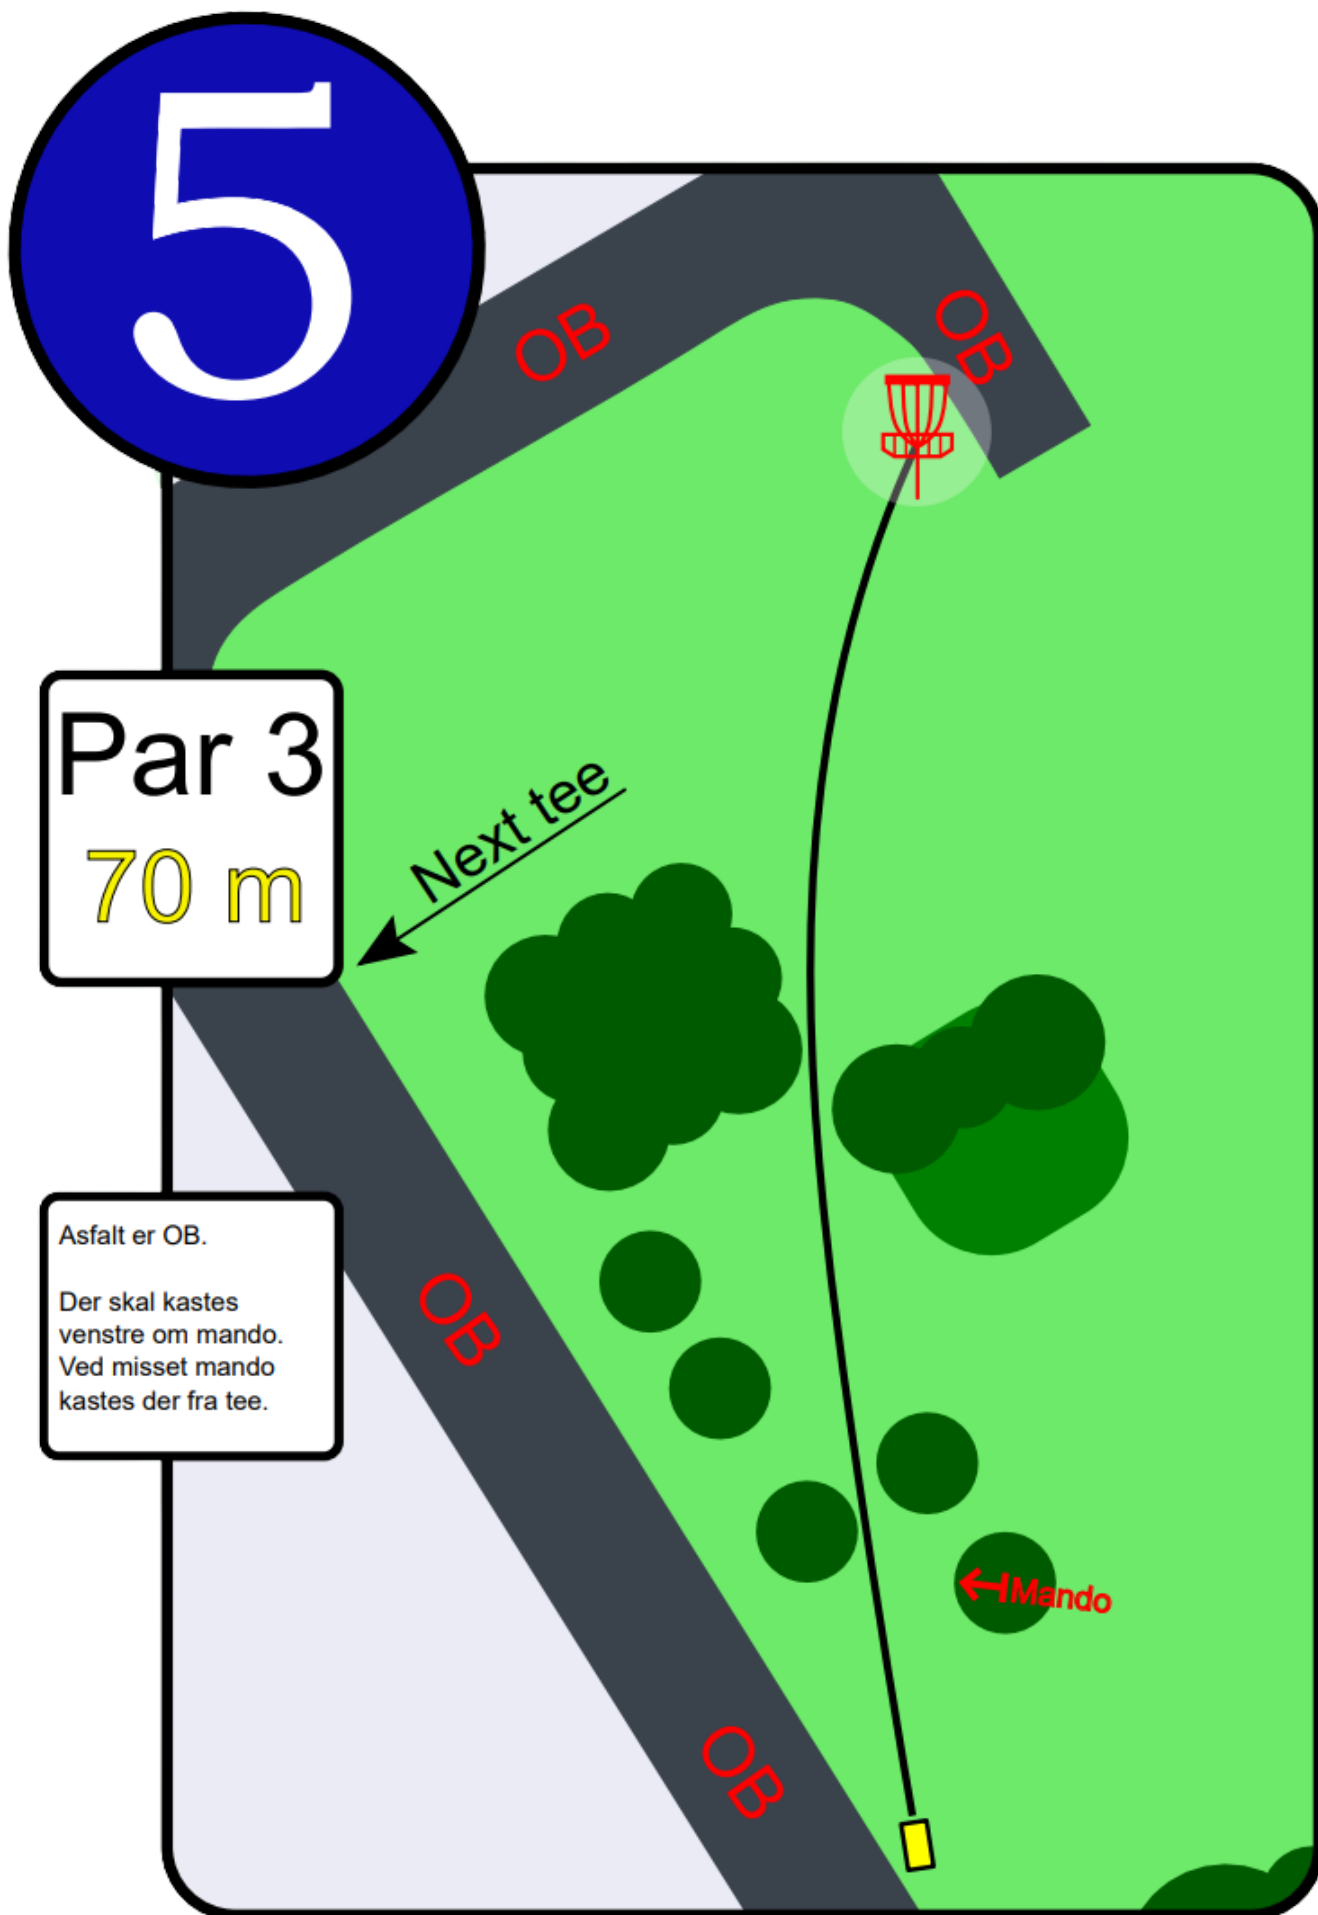 5
OB
OB
Par 3
70 m
Next tee
Asfalt er OB.
Der skal kastes
venstre om mando.
Ved misset mando
kastes der fra tee.
OB
Mando
OB